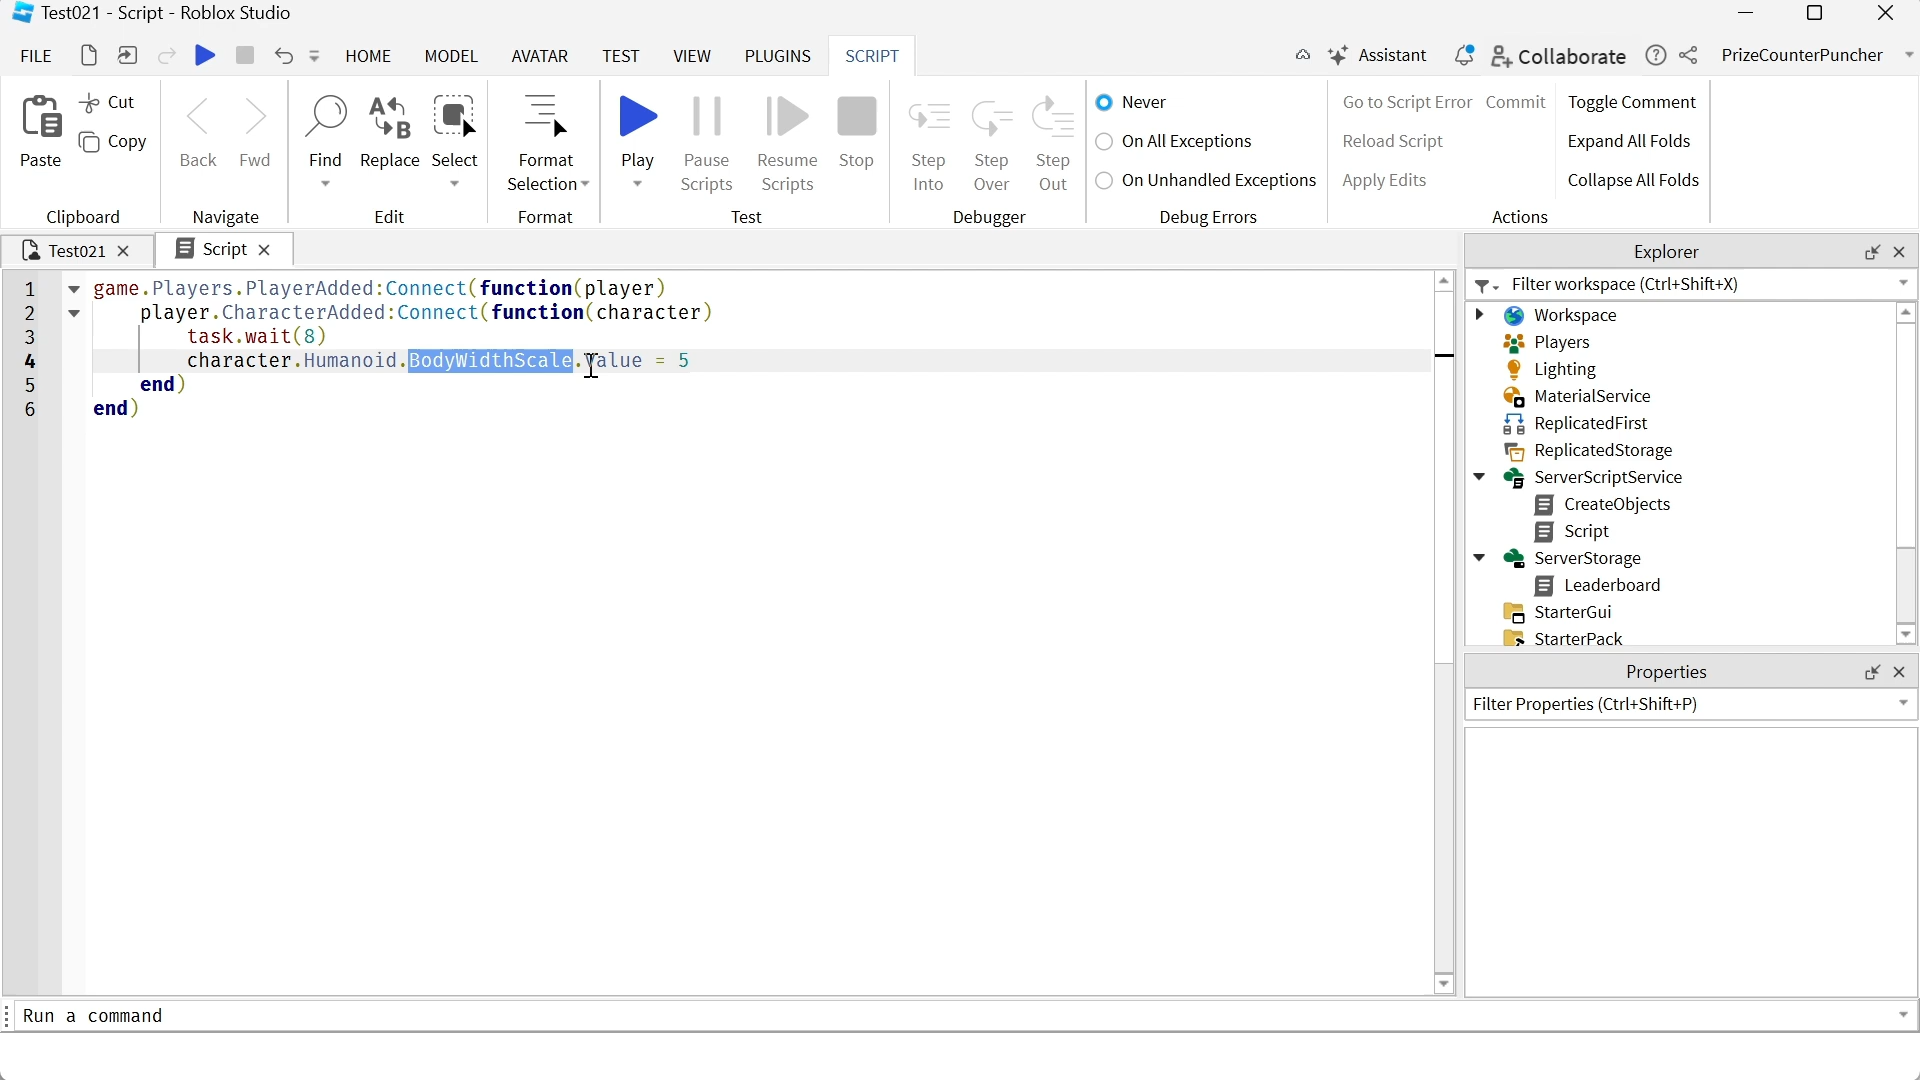 Test021 - Script - Roblox Studio
FILE HOME MODEL AVATAR TEST VIEW PLUGINS SCRIPT Assistant Collaborate PrizeCounterPuncher
Paste Cut Copy
Clipboard
Back Fwd
Navigate
Find Replace Select
Edit
Format Selection
Format
Play Pause Scripts Resume Scripts Stop
Test
Step Into Step Over Step Out
Debugger
Never
On All Exceptions
On Unhandled Exceptions
Debug Errors
Go to Script Error Commit Toggle Comment
Reload Script Expand All Folds
Apply Edits Collapse All Folds
Actions
Test021 Script
1 game.Players.PlayerAdded:Connect(function(player)
2 player.CharacterAdded:Connect(function(character)
3 task.wait(8)
4 character.Humanoid.BodyWidthScale.Value = 5
5 end)
6 end)
Explorer
Filter workspace (Ctrl+Shift+X)
Workspace
Players
Lighting
MaterialService
ReplicatedFirst
ReplicatedStorage
ServerScriptService
CreateObjects
Script
ServerStorage
Leaderboard
StarterGui
StarterPack
Properties
Filter Properties (Ctrl+Shift+P)
Run a command